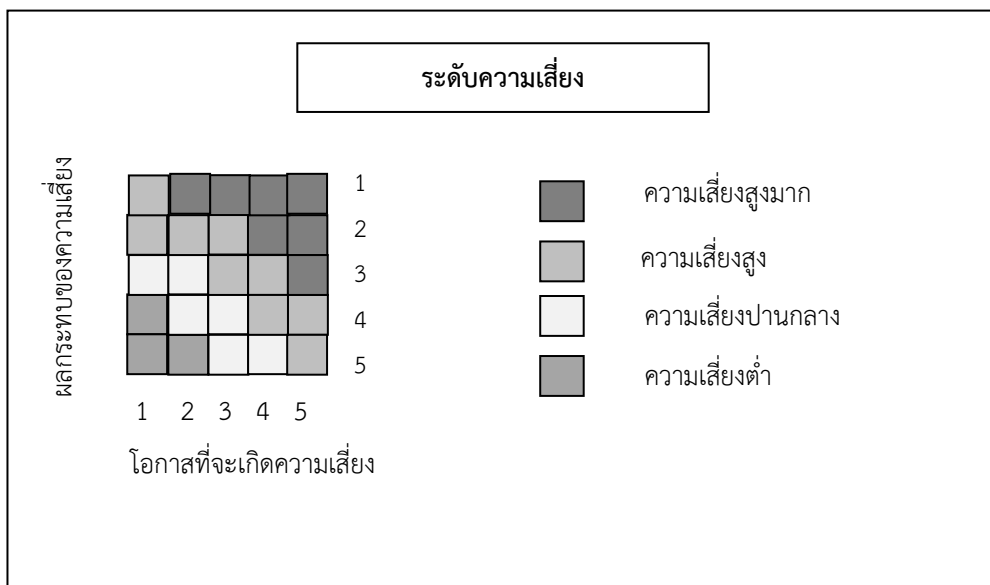 ระดับความเสี่ยง
ผลกระทบของความเสี่ยง
1
2
3
4
5
1 2 3 4 5
โอกาสที่จะเกิดความเสี่ยง
ความเสี่ยงสูงมาก
ความเสี่ยงสูง
ความเสี่ยงปานกลาง
ความเสี่ยงต่ำ